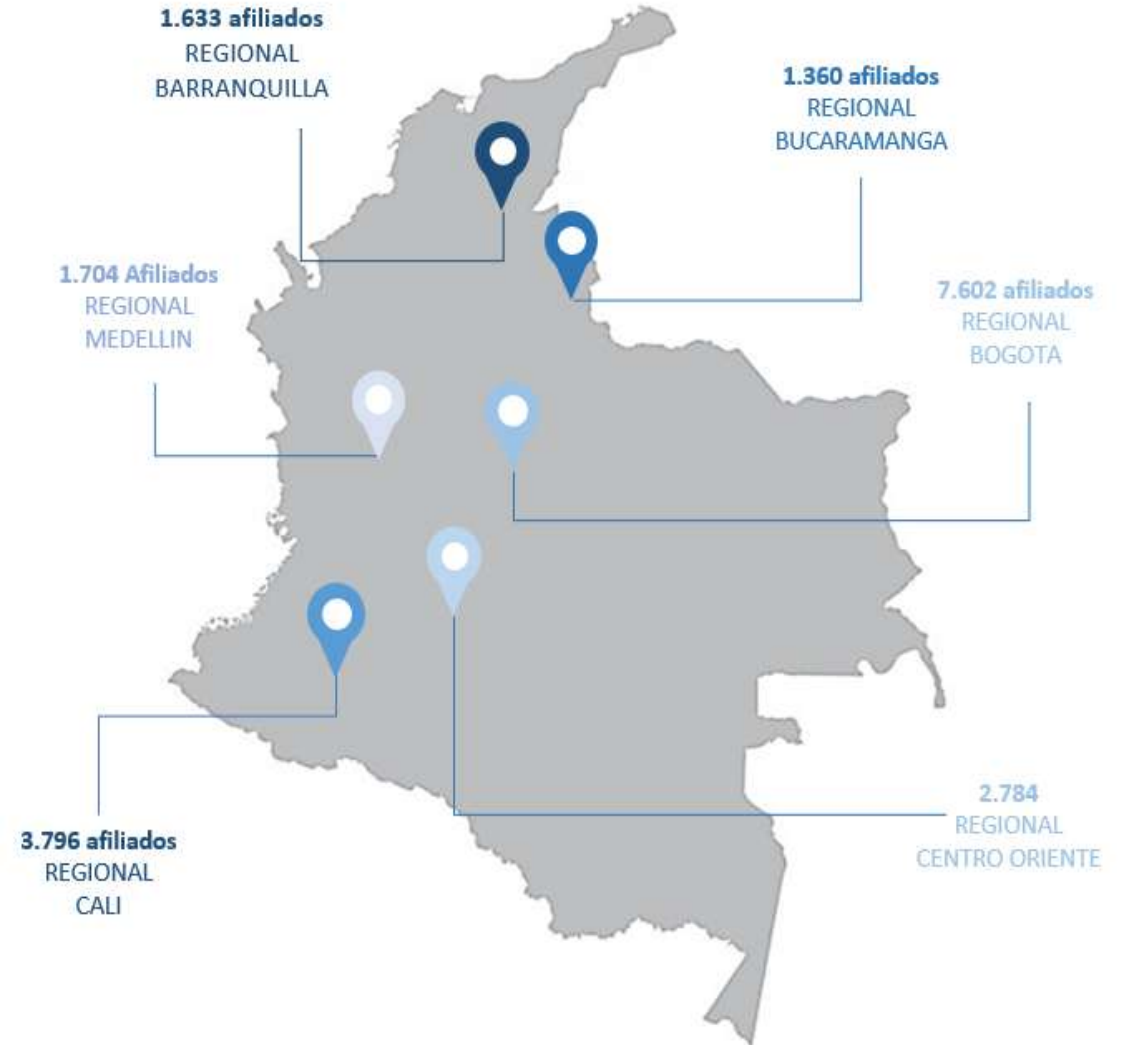 1.633 afiliados
REGIONAL
BARRANQUILLA
1.360 afiliados
REGIONAL
BUCARAMANGA
1.704 Afiliados
REGIONAL
MEDELLIN
7.602 afiliados
REGIONAL
BOGOTA
3.796 afiliados
REGIONAL
CALI
2.784
REGIONAL
CENTRO ORIENTE